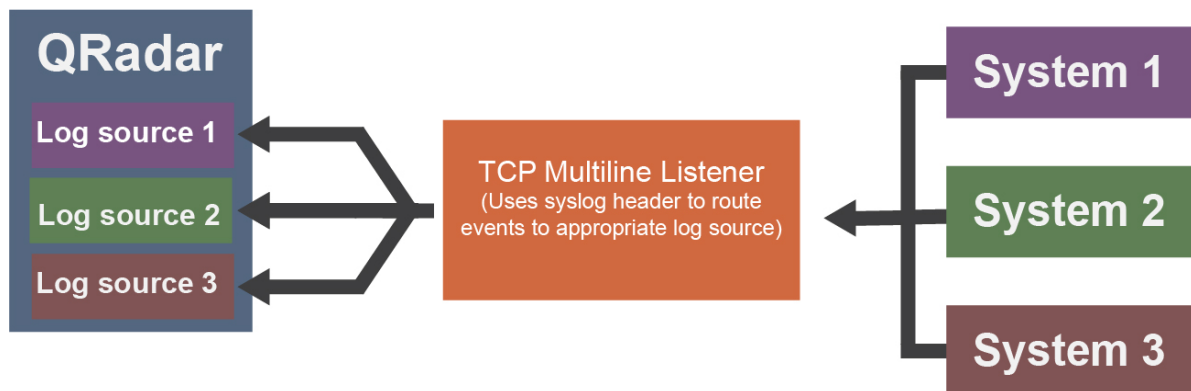 QRadar
Log source 1
Log source 2
Log source 3
TCP Multiline Listener
(Uses syslog header to route
events to appropriate log source)
System 1
System 2
System 3